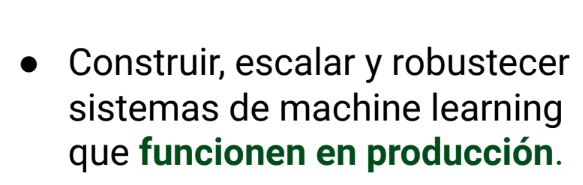 ● Construir, escalar y robustecer
sistemas de machine learning
que funcionen en producción.